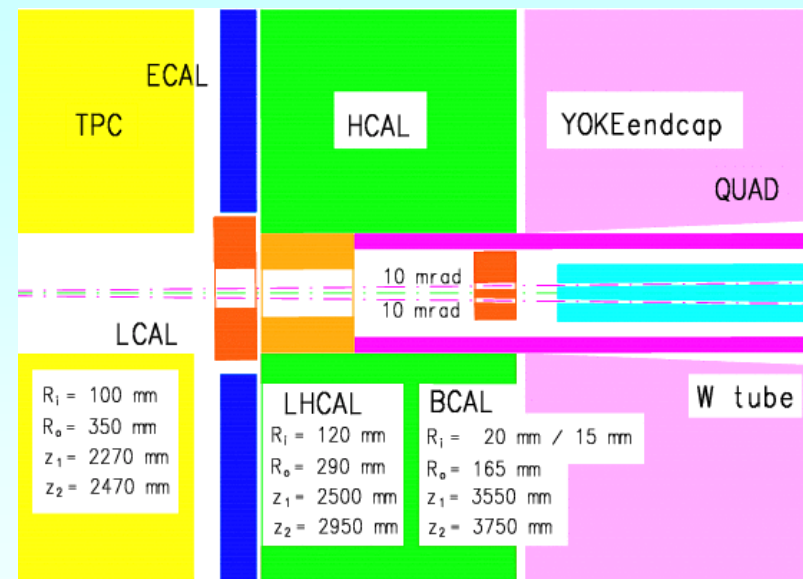 ECAL
TPC
HCAL
YOKEendcap
QUAD
10 mrad
10 mrad
LCAL
Rᵢ = 100 mm
Rₒ = 350 mm
z₁ = 2270 mm
z₂ = 2470 mm
LHCAL
Rᵢ = 120 mm
Rₒ = 290 mm
z₁ = 2500 mm
z₂ = 2950 mm
BCAL
Rᵢ = 20 mm / 15 mm
Rₒ = 165 mm
z₁ = 3550 mm
z₂ = 3750 mm
W tube